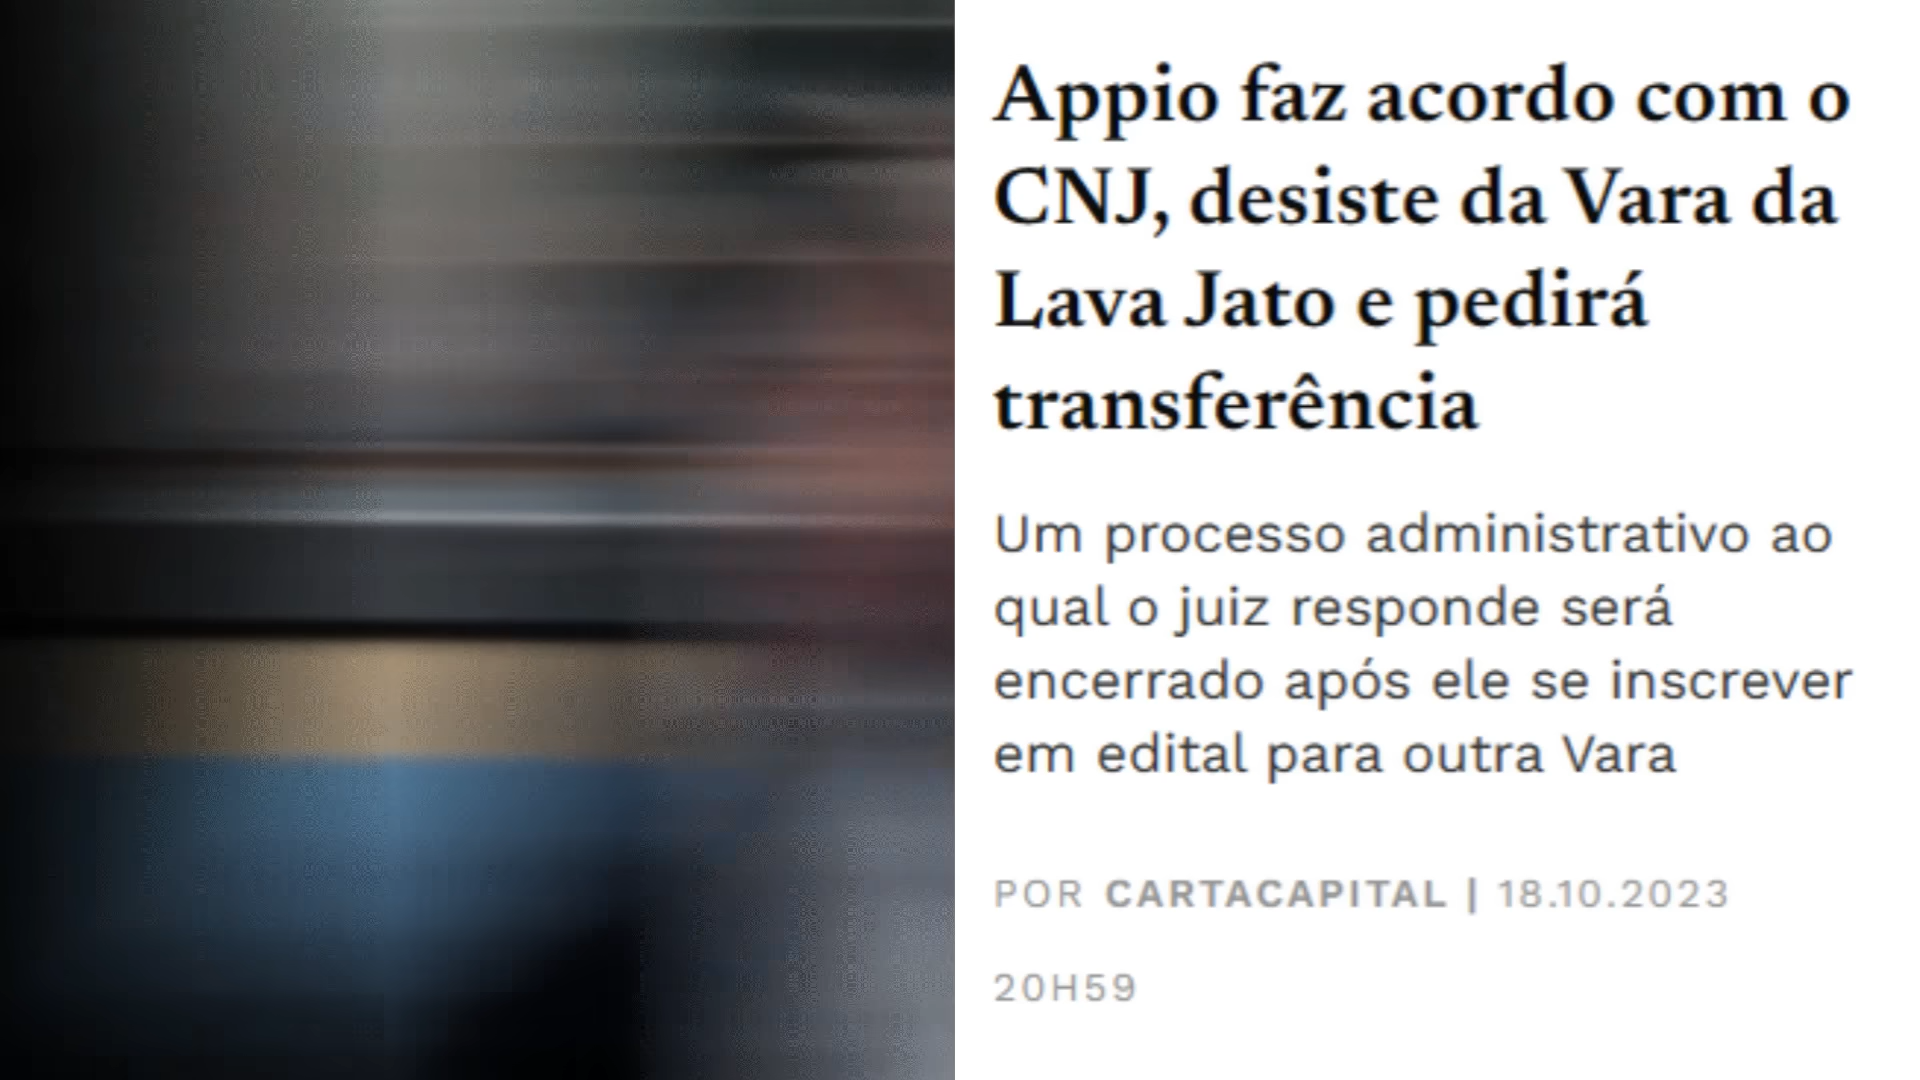 Appio faz acordo com o
CNJ, desiste da Vara da
Lava Jato e pedirá
transferência
Um processo administrativo ao
qual o juiz responde será
encerrado após ele se inscrever
em edital para outra Vara
POR CARTACAPITAL | 18.10.2023
20H59